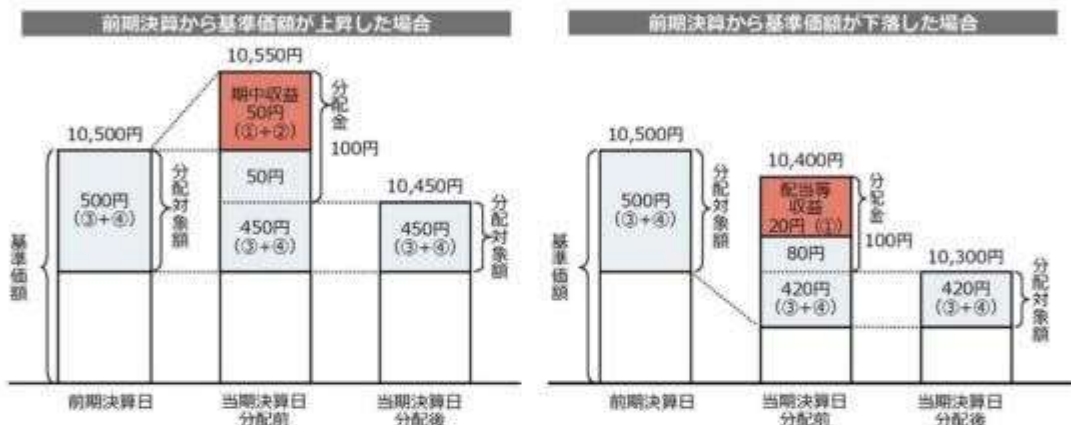 前期決算から基準価額が上昇した場合
10,550円
期中収益
50円
(①+②)
分配金
100円
10,500円
500円
(③+④)
分配対象額
50円
450円
(③+④)
10,450円
450円
(③+④)
分配対象額
基準価額
前期決算日
当期決算日
分配前
当期決算日
分配後
前期決算から基準価額が下落した場合
10,500円
500円
(③+④)
分配対象額
10,400円
配当等
収益
20円 (①)
分配金
100円
80円
420円
(③+④)
10,300円
420円
(③+④)
分配対象額
基準価額
前期決算日
当期決算日
分配前
当期決算日
分配後